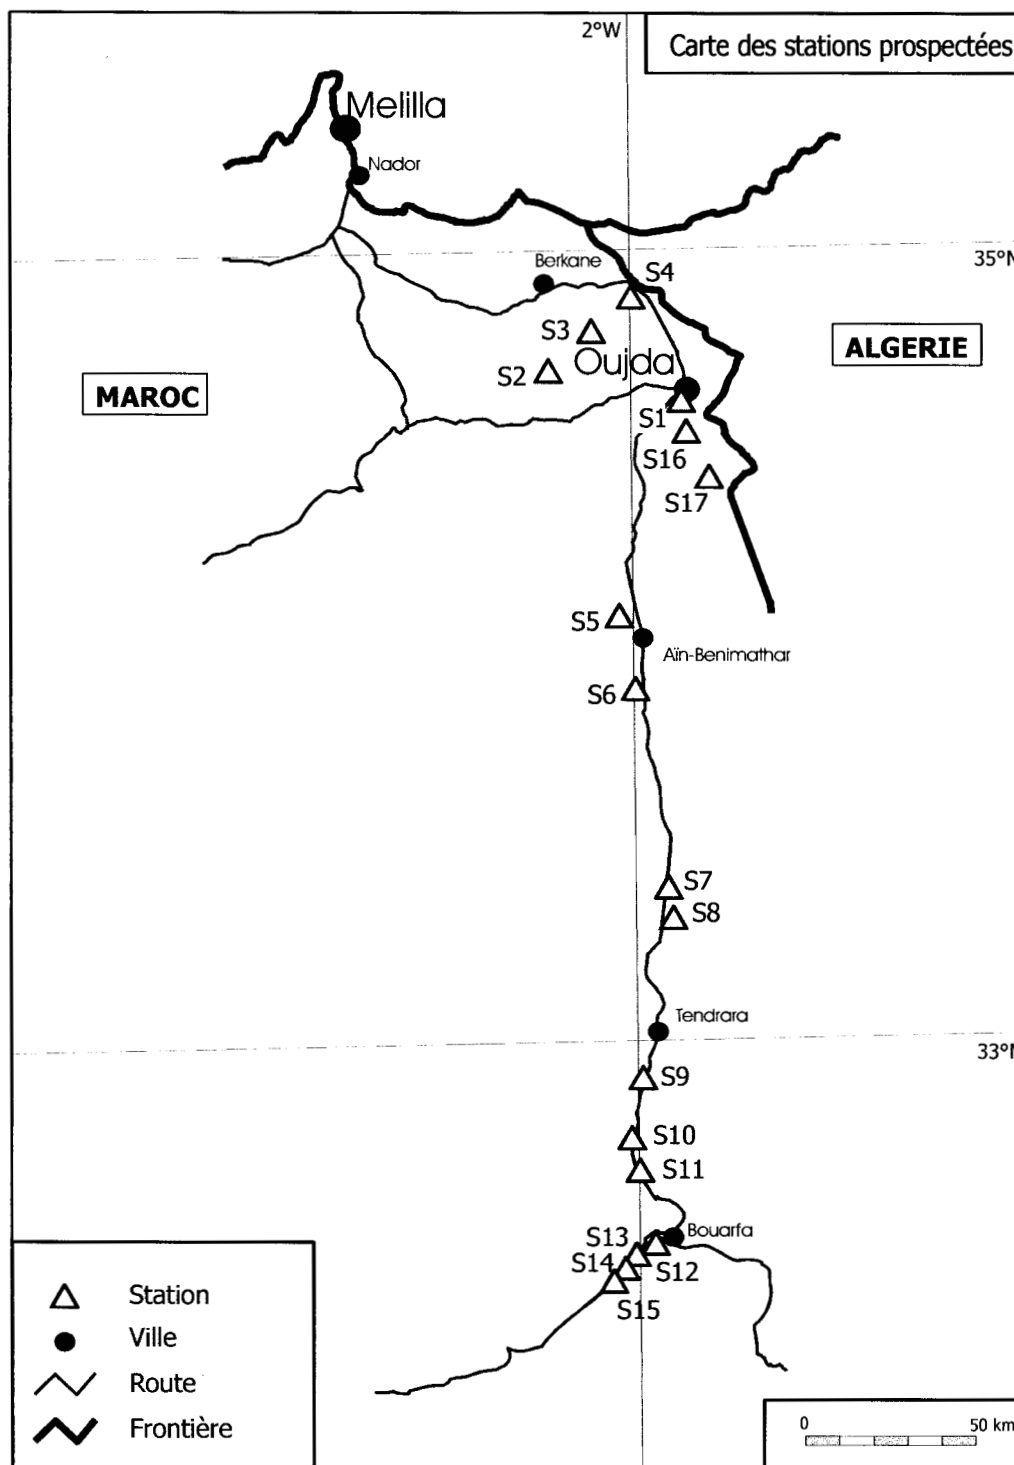 2°W
Carte des stations prospectées
Melilla
Nador
35°N
Berkane
S4
S3
ALGERIE
Oujda
S2
MAROC
S1
S16
S17
S5
Aïn-Benimathar
S6
S7
S8
Tendrara
33°N
S9
S10
S11
Bouarfa
S13
S14
S12
S15
Station
Ville
Route
Frontière
0
50 km